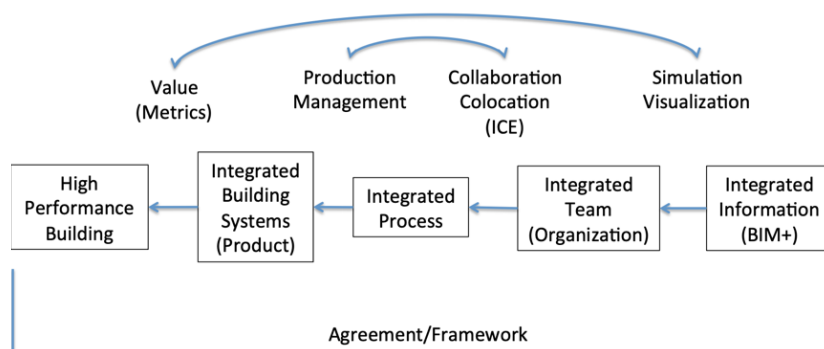 Value
(Metrics)
Production
Management
Collaboration
Colocation
(ICE)
Simulation
Visualization
High
Performance
Building
Integrated
Building
Systems
(Product)
Integrated
Process
Integrated
Team
(Organization)
Integrated
Information
(BIM+)
Agreement/Framework